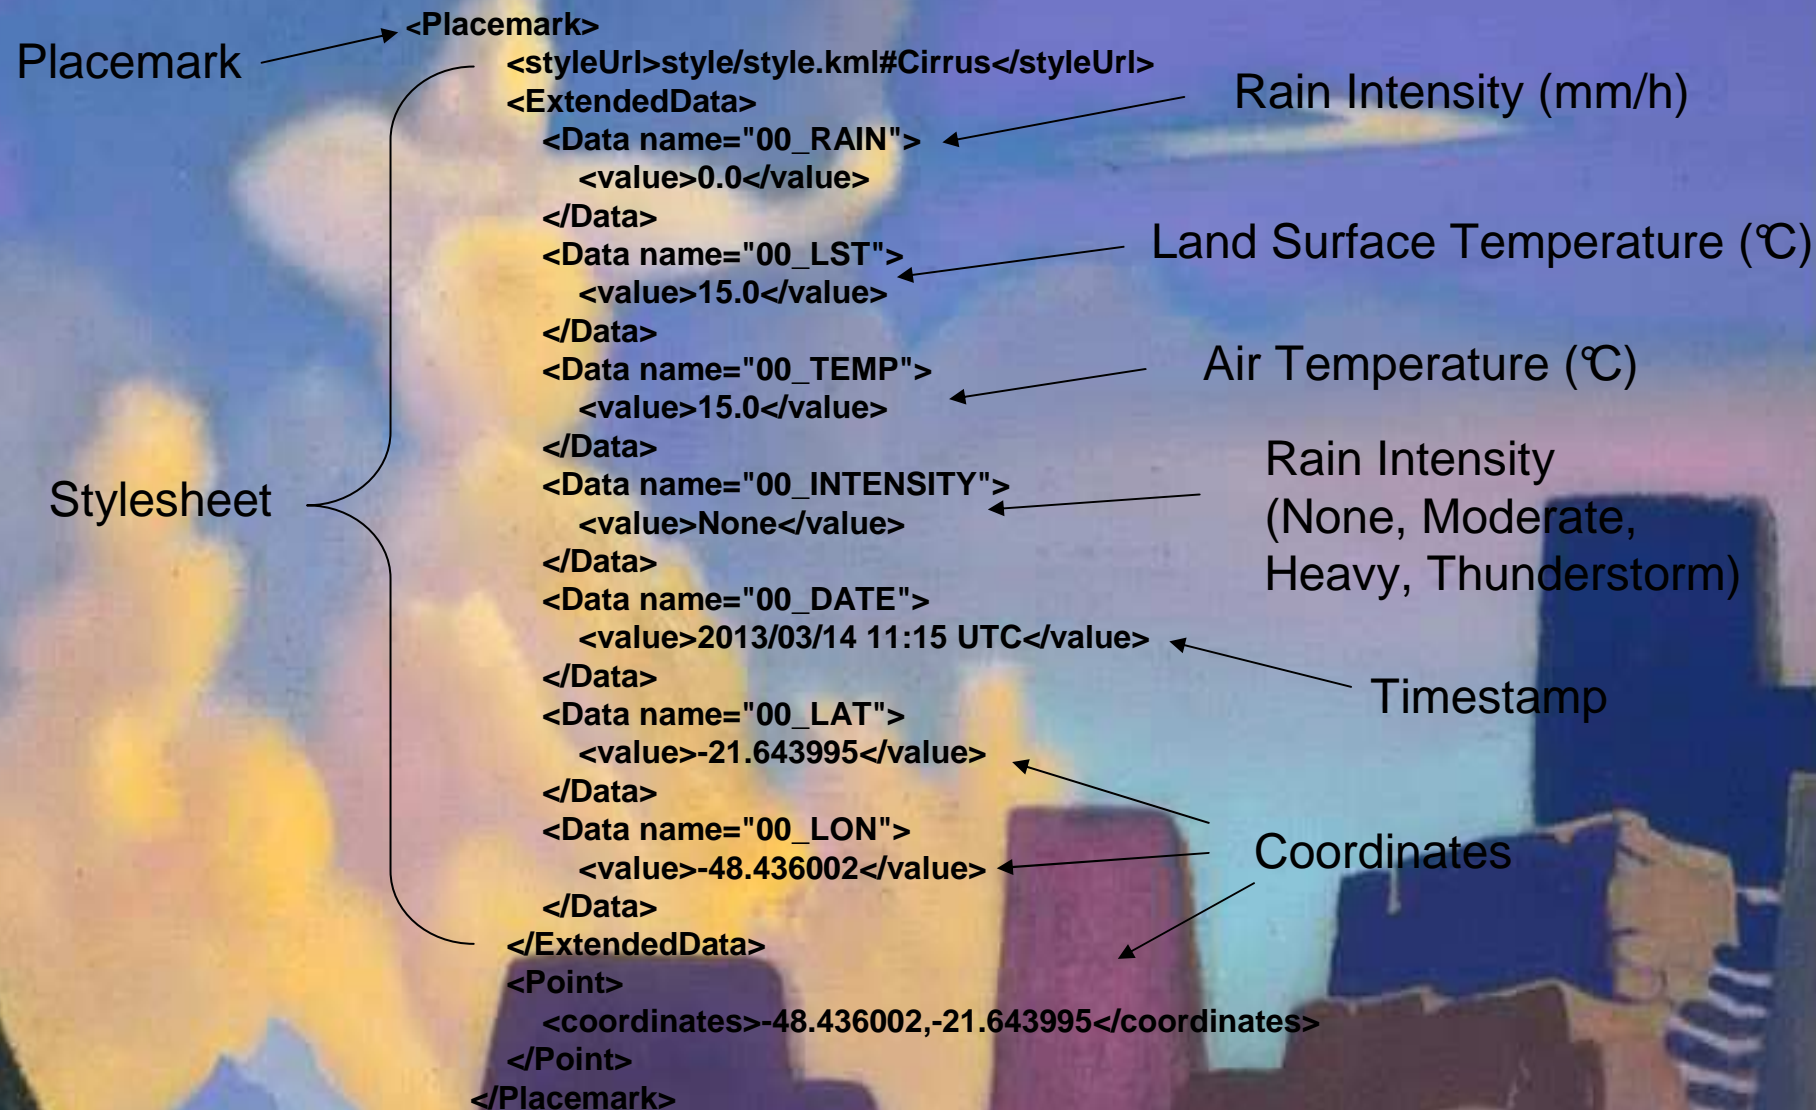 Placemark
Stylesheet
<Placemark>
<styleUrl>style/style.kml#Cirrus</styleUrl>
<ExtendedData>
<Data name="00_RAIN">
<value>0.0</value>
</Data>
<Data name="00_LST">
<value>15.0</value>
</Data>
<Data name="00_TEMP">
<value>15.0</value>
</Data>
<Data name="00_INTENSITY">
<value>None</value>
</Data>
<Data name="00_DATE">
<value>2013/03/14 11:15 UTC</value>
</Data>
<Data name="00_LAT">
<value>-21.643995</value>
</Data>
<Data name="00_LON">
<value>-48.436002</value>
</Data>
</ExtendedData>
<Point>
<coordinates>-48.436002,-21.643995</coordinates>
</Point>
</Placemark>
Rain Intensity (mm/h)
Land Surface Temperature (℃)
Air Temperature (℃)
Rain Intensity
(None, Moderate,
Heavy, Thunderstorm)
Timestamp
Coordinates